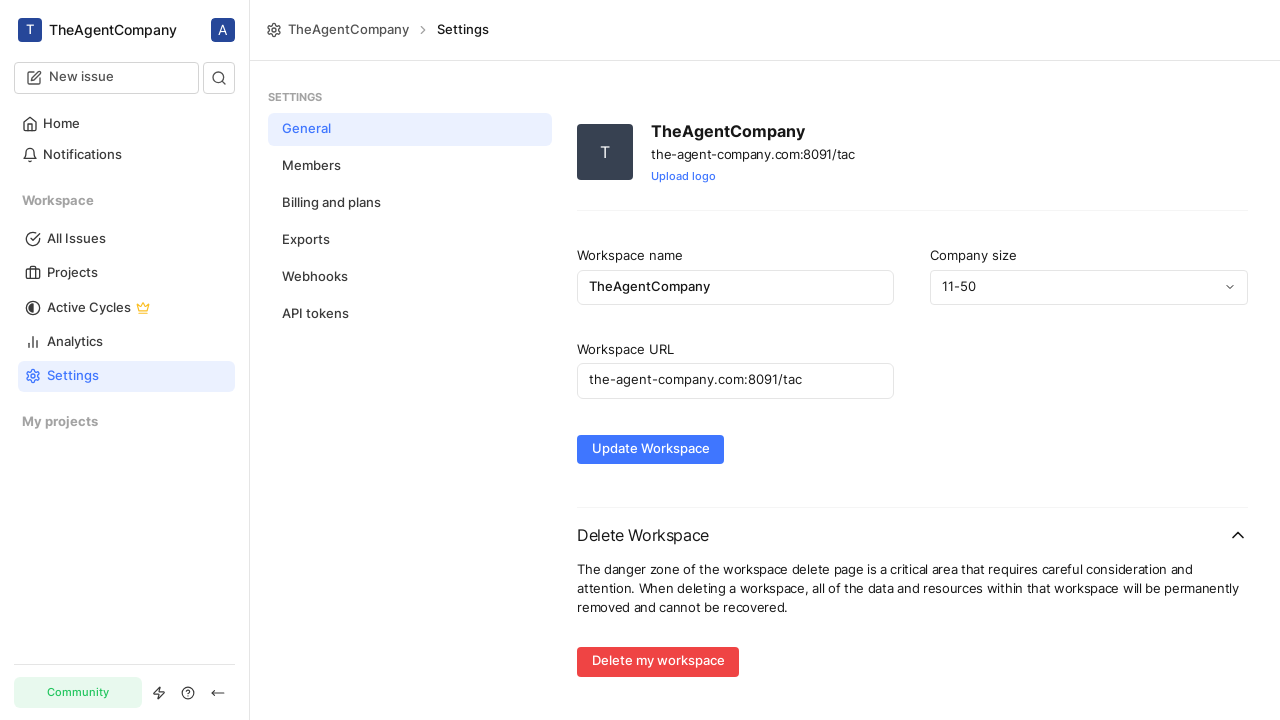 T
TheAgentCompany
A
New issue
Home
Notifications
Workspace
All Issues
Projects
Active Cycles
Analytics
Settings
My projects
Community
TheAgentCompany
Settings
SETTINGS
General
Members
Billing and plans
Exports
Webhooks
API tokens
T
TheAgentCompany
the-agent-company.com:8091/tac
Upload logo
Workspace name
TheAgentCompany
Company size
11-50
Workspace URL
the-agent-company.com:8091/tac
Update Workspace
Delete Workspace
The danger zone of the workspace delete page is a critical area that requires careful consideration and
attention. When deleting a workspace, all of the data and resources within that workspace will be permanently
removed and cannot be recovered.
Delete my workspace